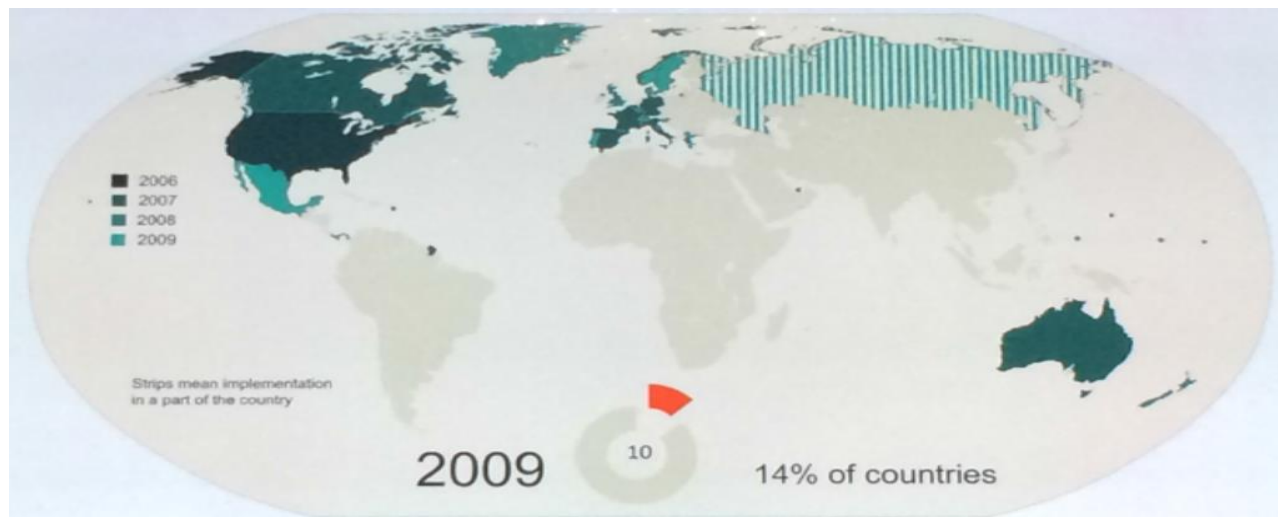 2006
2007
2008
2009
Strips mean implementation
in a part of the country
2009
10
14% of countries